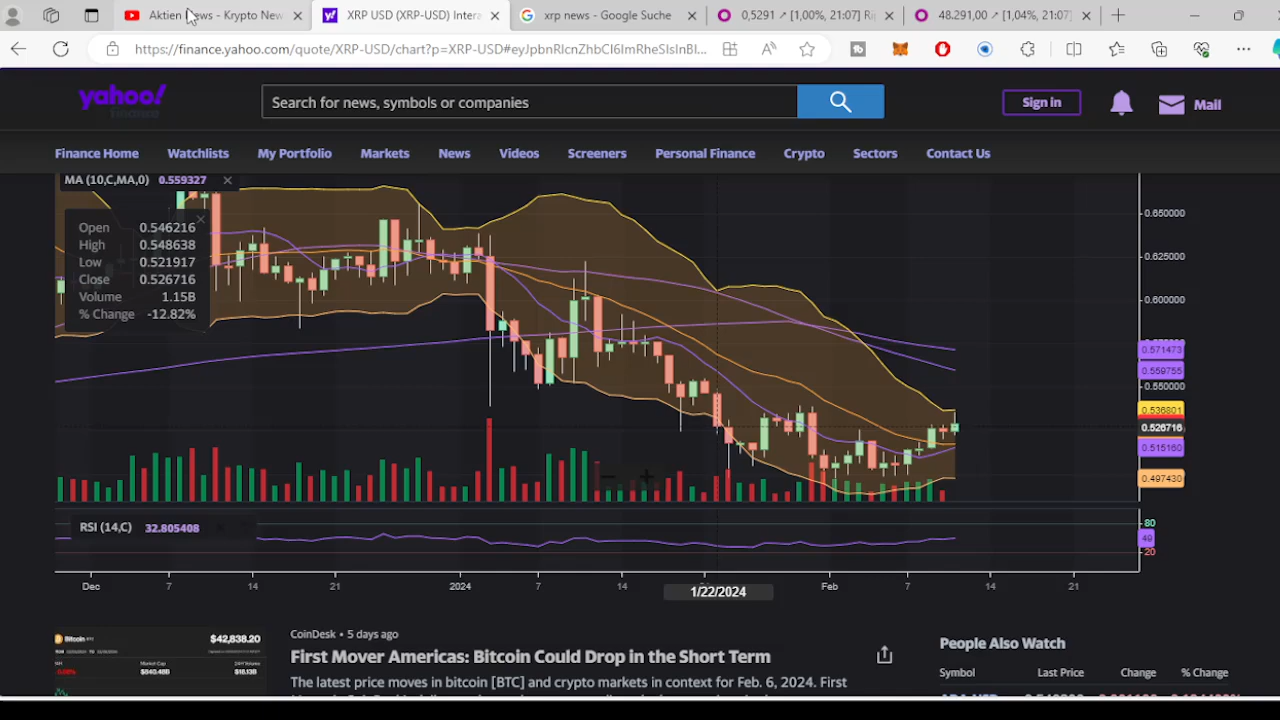 Aktien News - Krypto New
XRP USD (XRP-USD) Intera
xrp news - Google Suche
48.291,00 ↗ [1,04%, 21:07]
https://finance.yahoo.com/quote/XRP-USD/chart?p=XRP-USD#
yahoo!
finance
Search for news, symbols or companies
Sign in
Mail
Finance Home
Watchlists
My Portfolio
Markets
News
Videos
Screeners
Personal Finance
Crypto
Sectors
Contact Us
MA (10,C,MA,0) 0.559327
Open 0.546216
High 0.548638
Low 0.521917
Close 0.526716
Volume 1.15B
% Change -12.82%
0.650000
0.625000
0.600000
0.571473
0.559755
0.550000
0.536801
0.526716
0.515160
0.497430
RSI (14,C) 32.805408
80
49
20
Dec 7 14 21 2024 7 14 Feb 7 14 21
1/22/2024
Bitcoin
$42,838.20
CoinDesk • 5 days ago
First Mover Americas: Bitcoin Could Drop in the Short Term
The latest price moves in bitcoin [BTC] and crypto markets in context for Feb. 6, 2024. First
People Also Watch
Symbol Last Price Change % Change